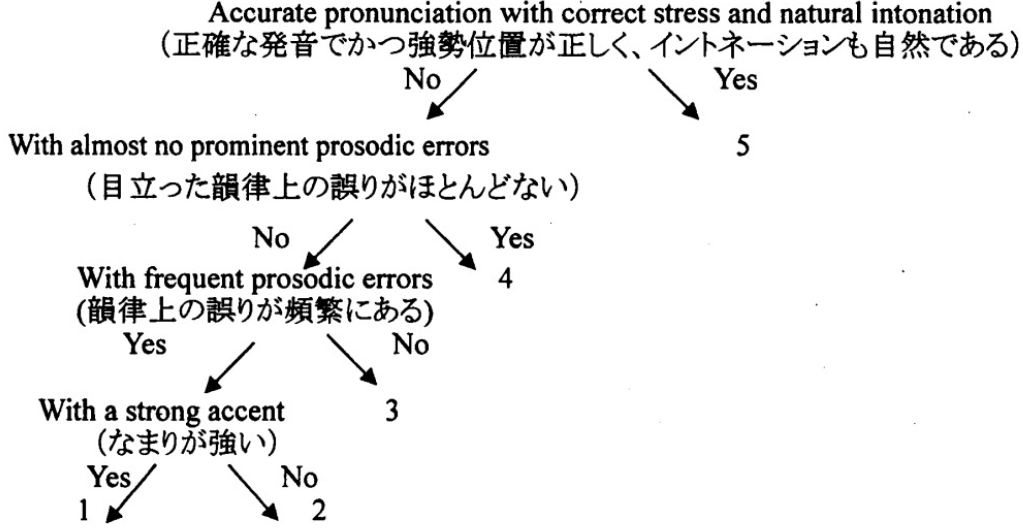 Accurate pronunciation with correct stress and natural intonation
(正確な発音でかつ強勢位置が正しく、イントネーションも自然である)
No Yes
With almost no prominent prosodic errors 5
(目立った韻律上の誤りがほとんどない)
No Yes
With frequent prosodic errors 4
(韻律上の誤りが頻繁にある)
Yes No
With a strong accent 3
(なまりが強い)
Yes No
1 2